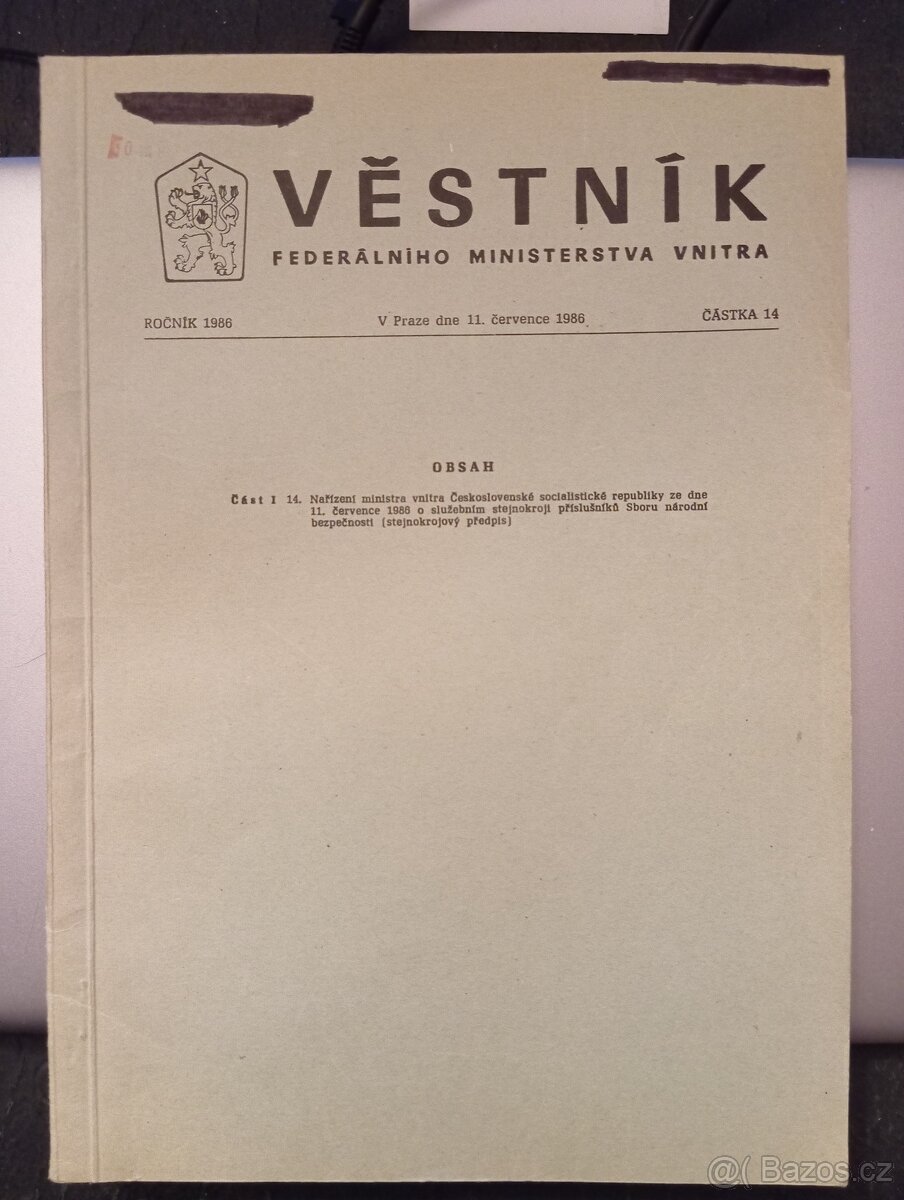 VĚSTNÍK
FEDERÁLNÍHO MINISTERSTVA VNITRA
ROČNÍK 1986
V Praze dne 11. července 1986
ČÁSTKA 14
OBSAH
Část I 14. Nařízení ministra vnitra Československé socialistické republiky ze dne
11. července 1986 o služebním stejnokroji příslušníků Sboru národní
bezpečnosti (stejnokrojový předpis)
@( Bazos.cz